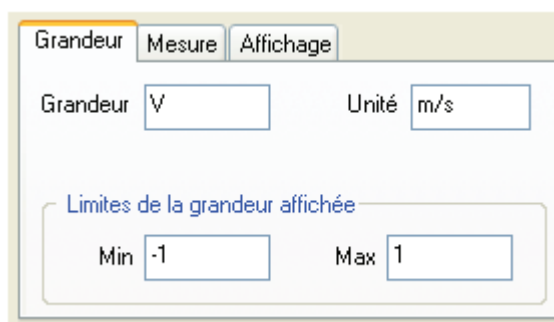 Grandeur Mesure Affichage
Grandeur V Unité m/s
Limites de la grandeur affichée
Min -1 Max 1